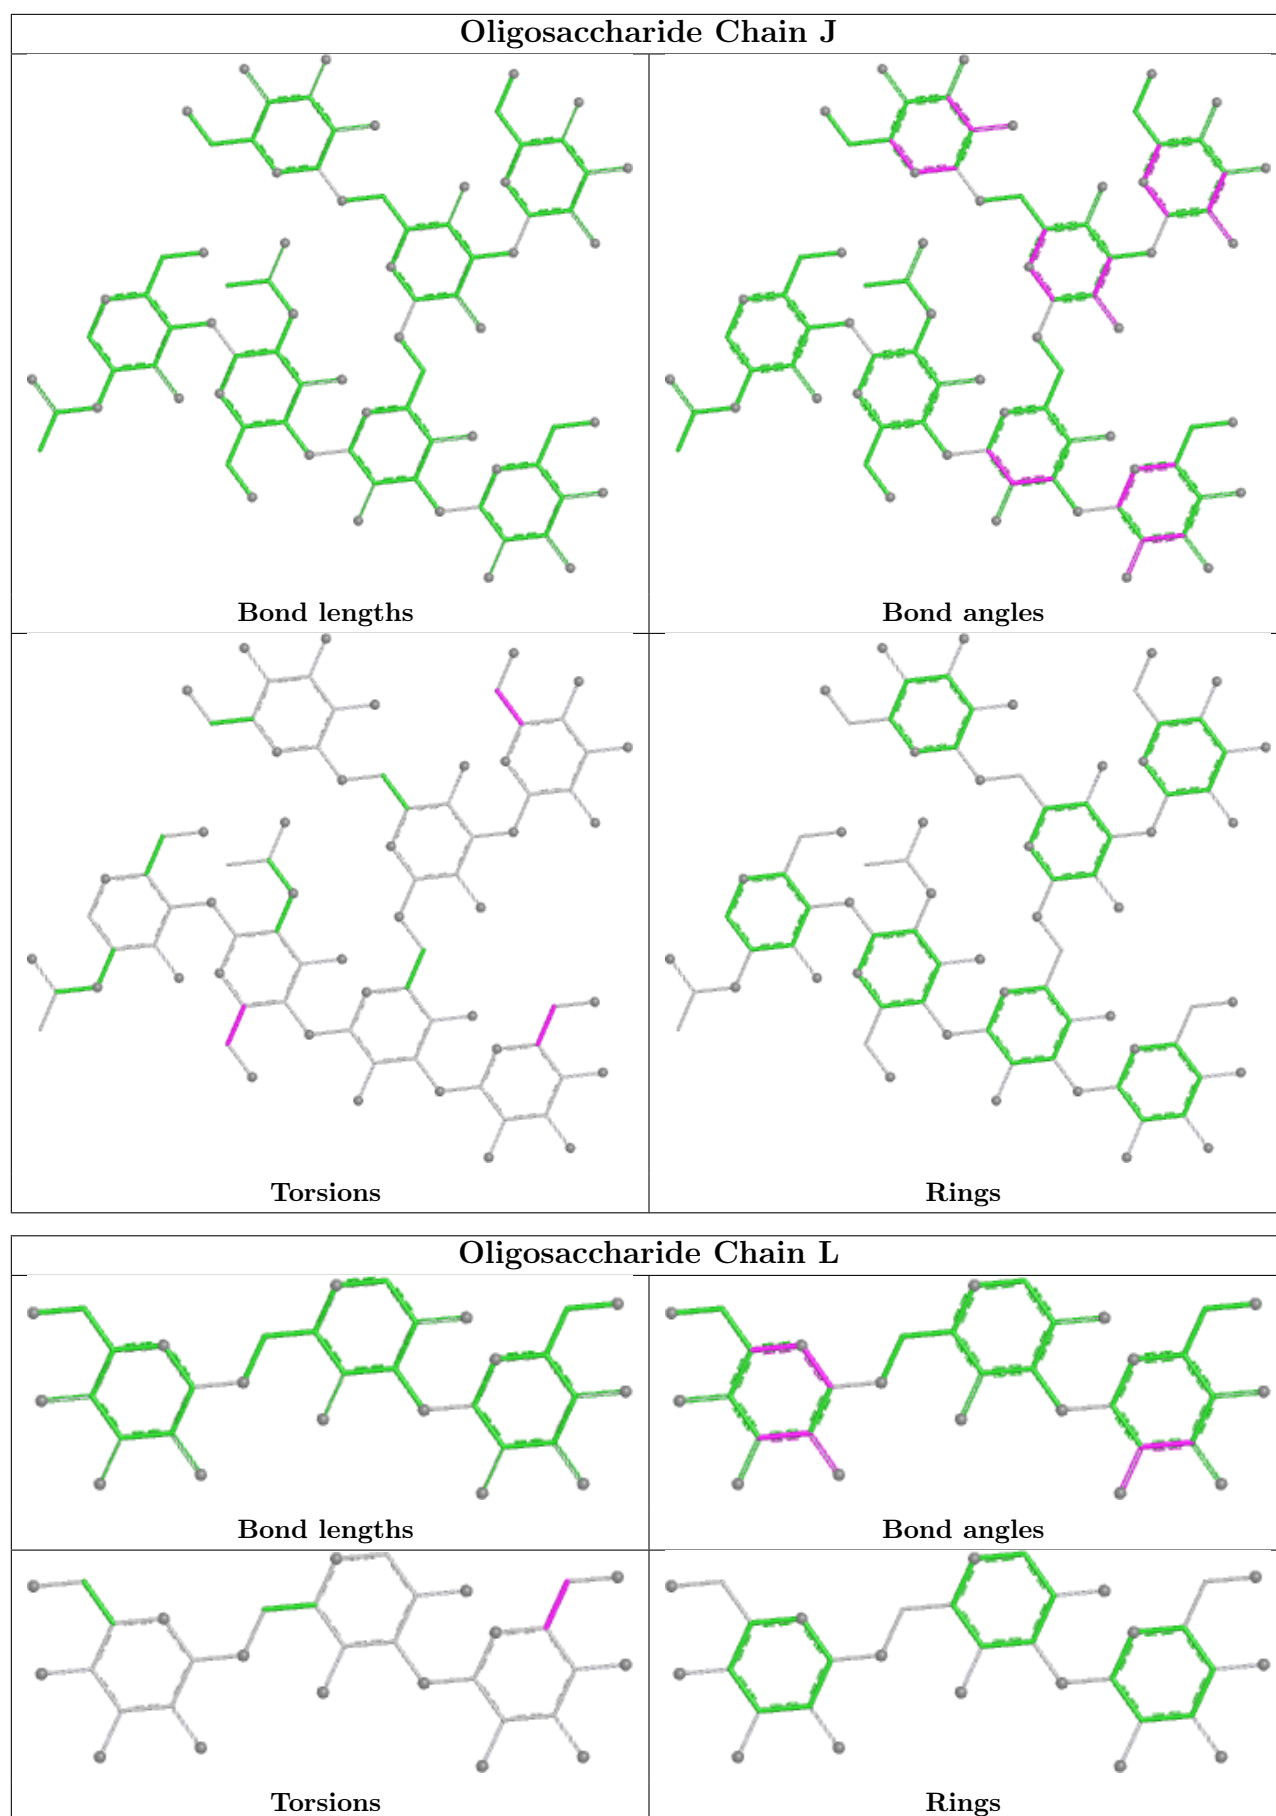 Oligosaccharide Chain J
Bond lengths
Bond angles
Torsions
Rings
Oligosaccharide Chain L
Bond lengths
Bond angles
Torsions
Rings